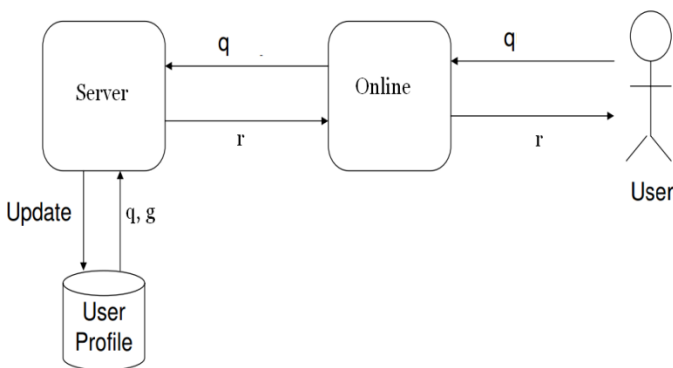 q
q
Server
Online
r
r
User
Update
q, g
User
Profile